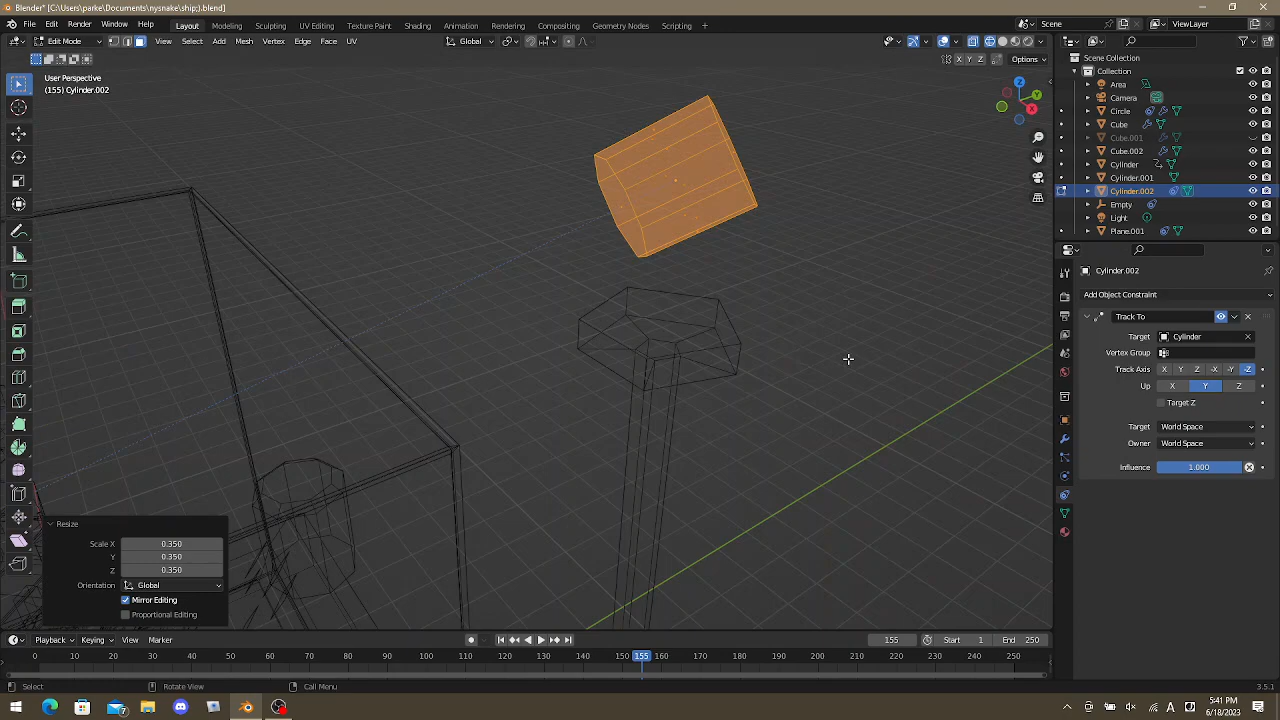 Blender* [C:\Users\parke\Documents\nysnake\ship;).blend]
File Edit Render Window Help Layout Modeling Sculpting UV Editing Texture Paint Shading Animation Rendering Compositing Geometry Nodes Scripting + Scene ViewLayer
Edit Mode View Select Add Mesh Vertex Edge Face UV Global
X Y Z Options
User Perspective
(155) Cylinder.002
Z
Y
X
Scene Collection
Collection
Area
Camera
Circle
Cube
Cube.001
Cube.002
Cylinder
Cylinder.001
Cylinder.002
Empty
Light
Plane.001
Cylinder.002
Add Object Constraint
Track To
Target Cylinder
Vertex Group
Track Axis X Y Z -X -Y -Z
Up X Y Z
Target Z
Target World Space
Owner World Space
Influence 1.000
Resize
Scale X 0.350
Y 0.350
Z 0.350
Orientation Global
Mirror Editing
Proportional Editing
Playback Keying View Marker 155 Start 1 End 250
0 10 20 30 40 50 60 70 80 90 100 110 120 130 140 150 155 160 170 180 190 200 210 220 230 240 250
Select Rotate View Call Menu 3.5.1
5:41 PM
6/18/2023